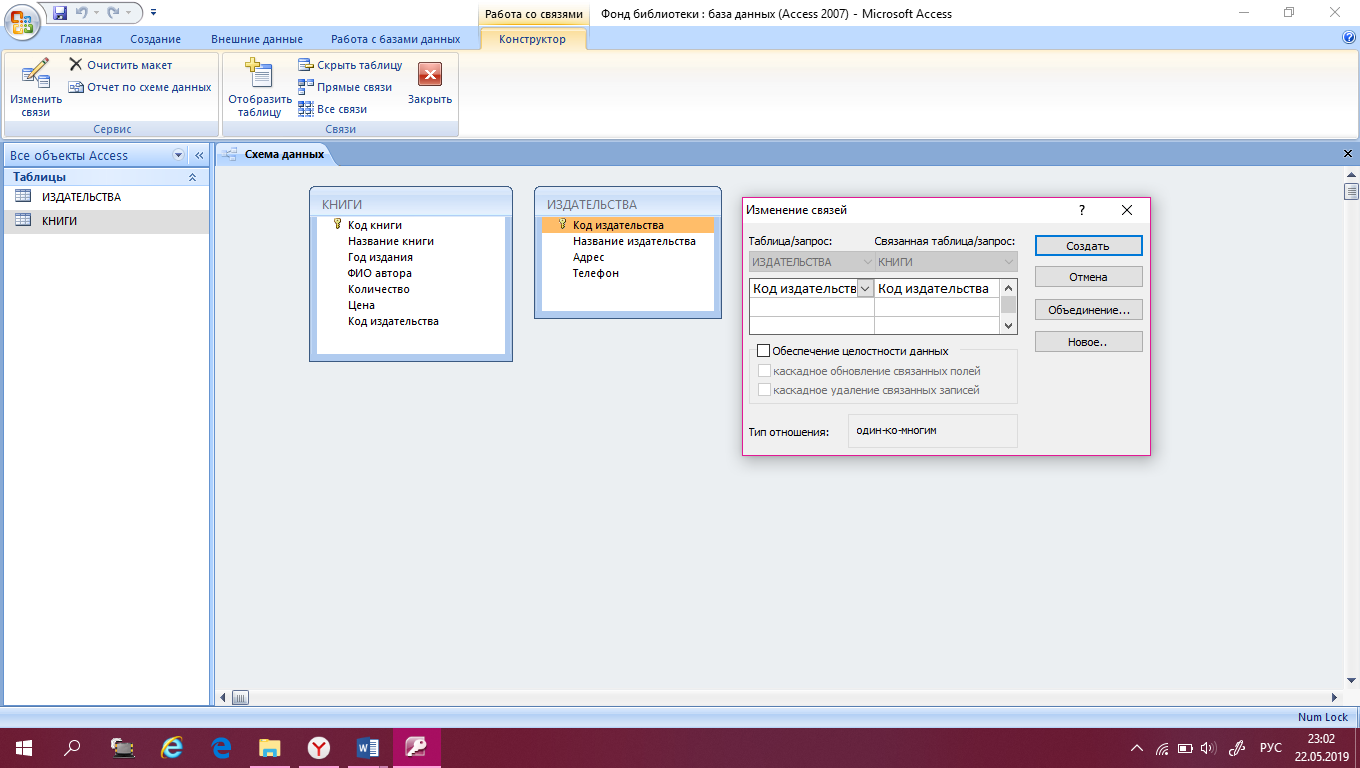 Работа со связями
Фонд библиотеки : база данных (Access 2007) - Microsoft Access
Главная
Создание
Внешние данные
Работа с базами данных
Конструктор
Изменить связи
Очистить макет
Отчет по схеме данных
Сервис
Отобразить таблицу
Скрыть таблицу
Прямые связи
Все связи
Закрыть
Связи
Все объекты Access
Таблицы
ИЗДАТЕЛЬСТВА
КНИГИ
Схема данных
КНИГИ
Код книги
Название книги
Год издания
ФИО автора
Количество
Цена
Код издательства
ИЗДАТЕЛЬСТВА
Код издательства
Название издательства
Адрес
Телефон
Изменение связей
?
Таблица/запрос:
Связанная таблица/запрос:
ИЗДАТЕЛЬСТВА
КНИГИ
Код издательств
Код издательства
Обеспечение целостности данных
каскадное обновление связанных полей
каскадное удаление связанных записей
Тип отношения:
один-ко-многим
Создать
Отмена
Объединение...
Новое..
Num Lock
РУС
23:02
22.05.2019